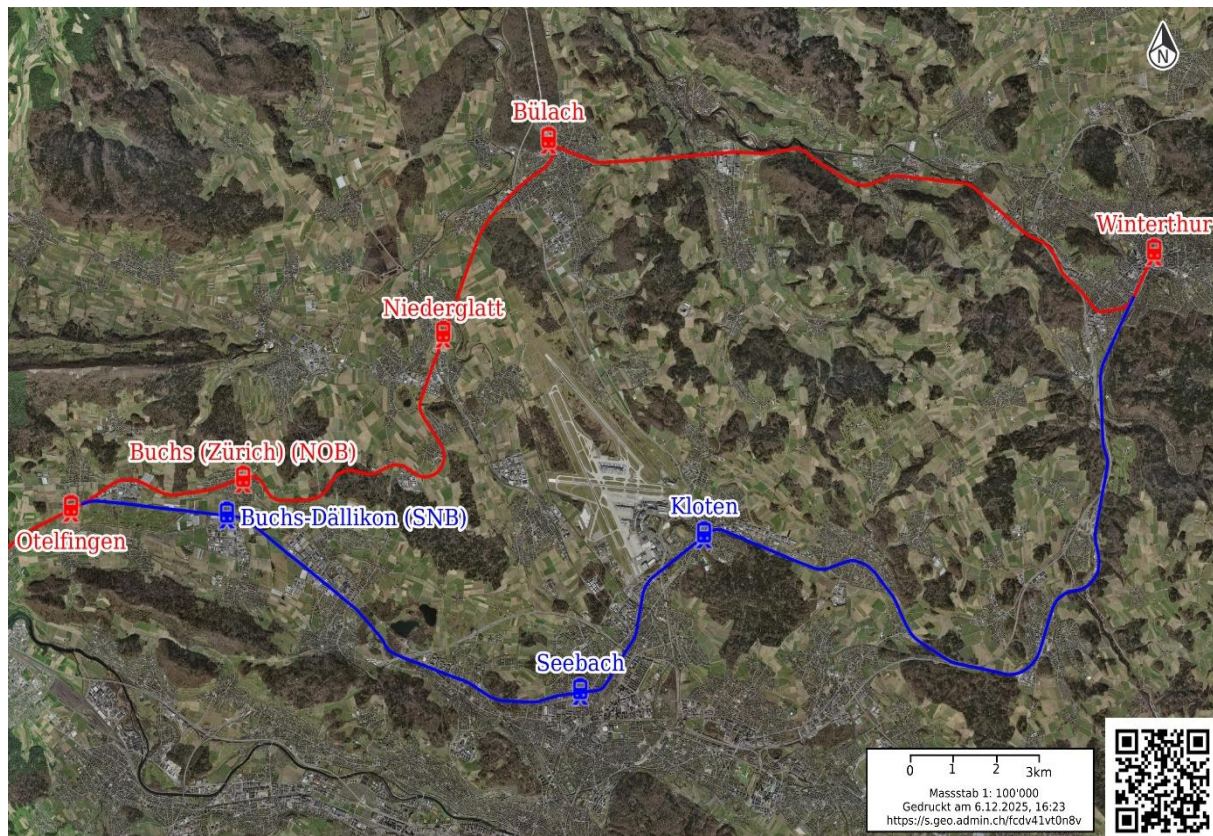 N
Bülach
Winterthur
Niederglatt
Buchs (Zürich) (NOB)
Otelfingen
Buchs-Dällikon (SNB)
Kloten
Seebach
0 1 2 3km
Massstab 1: 100'000
Gedruckt am 6.12.2025, 16:23
https://s.geo.admin.ch/fcdv41vt0n8v